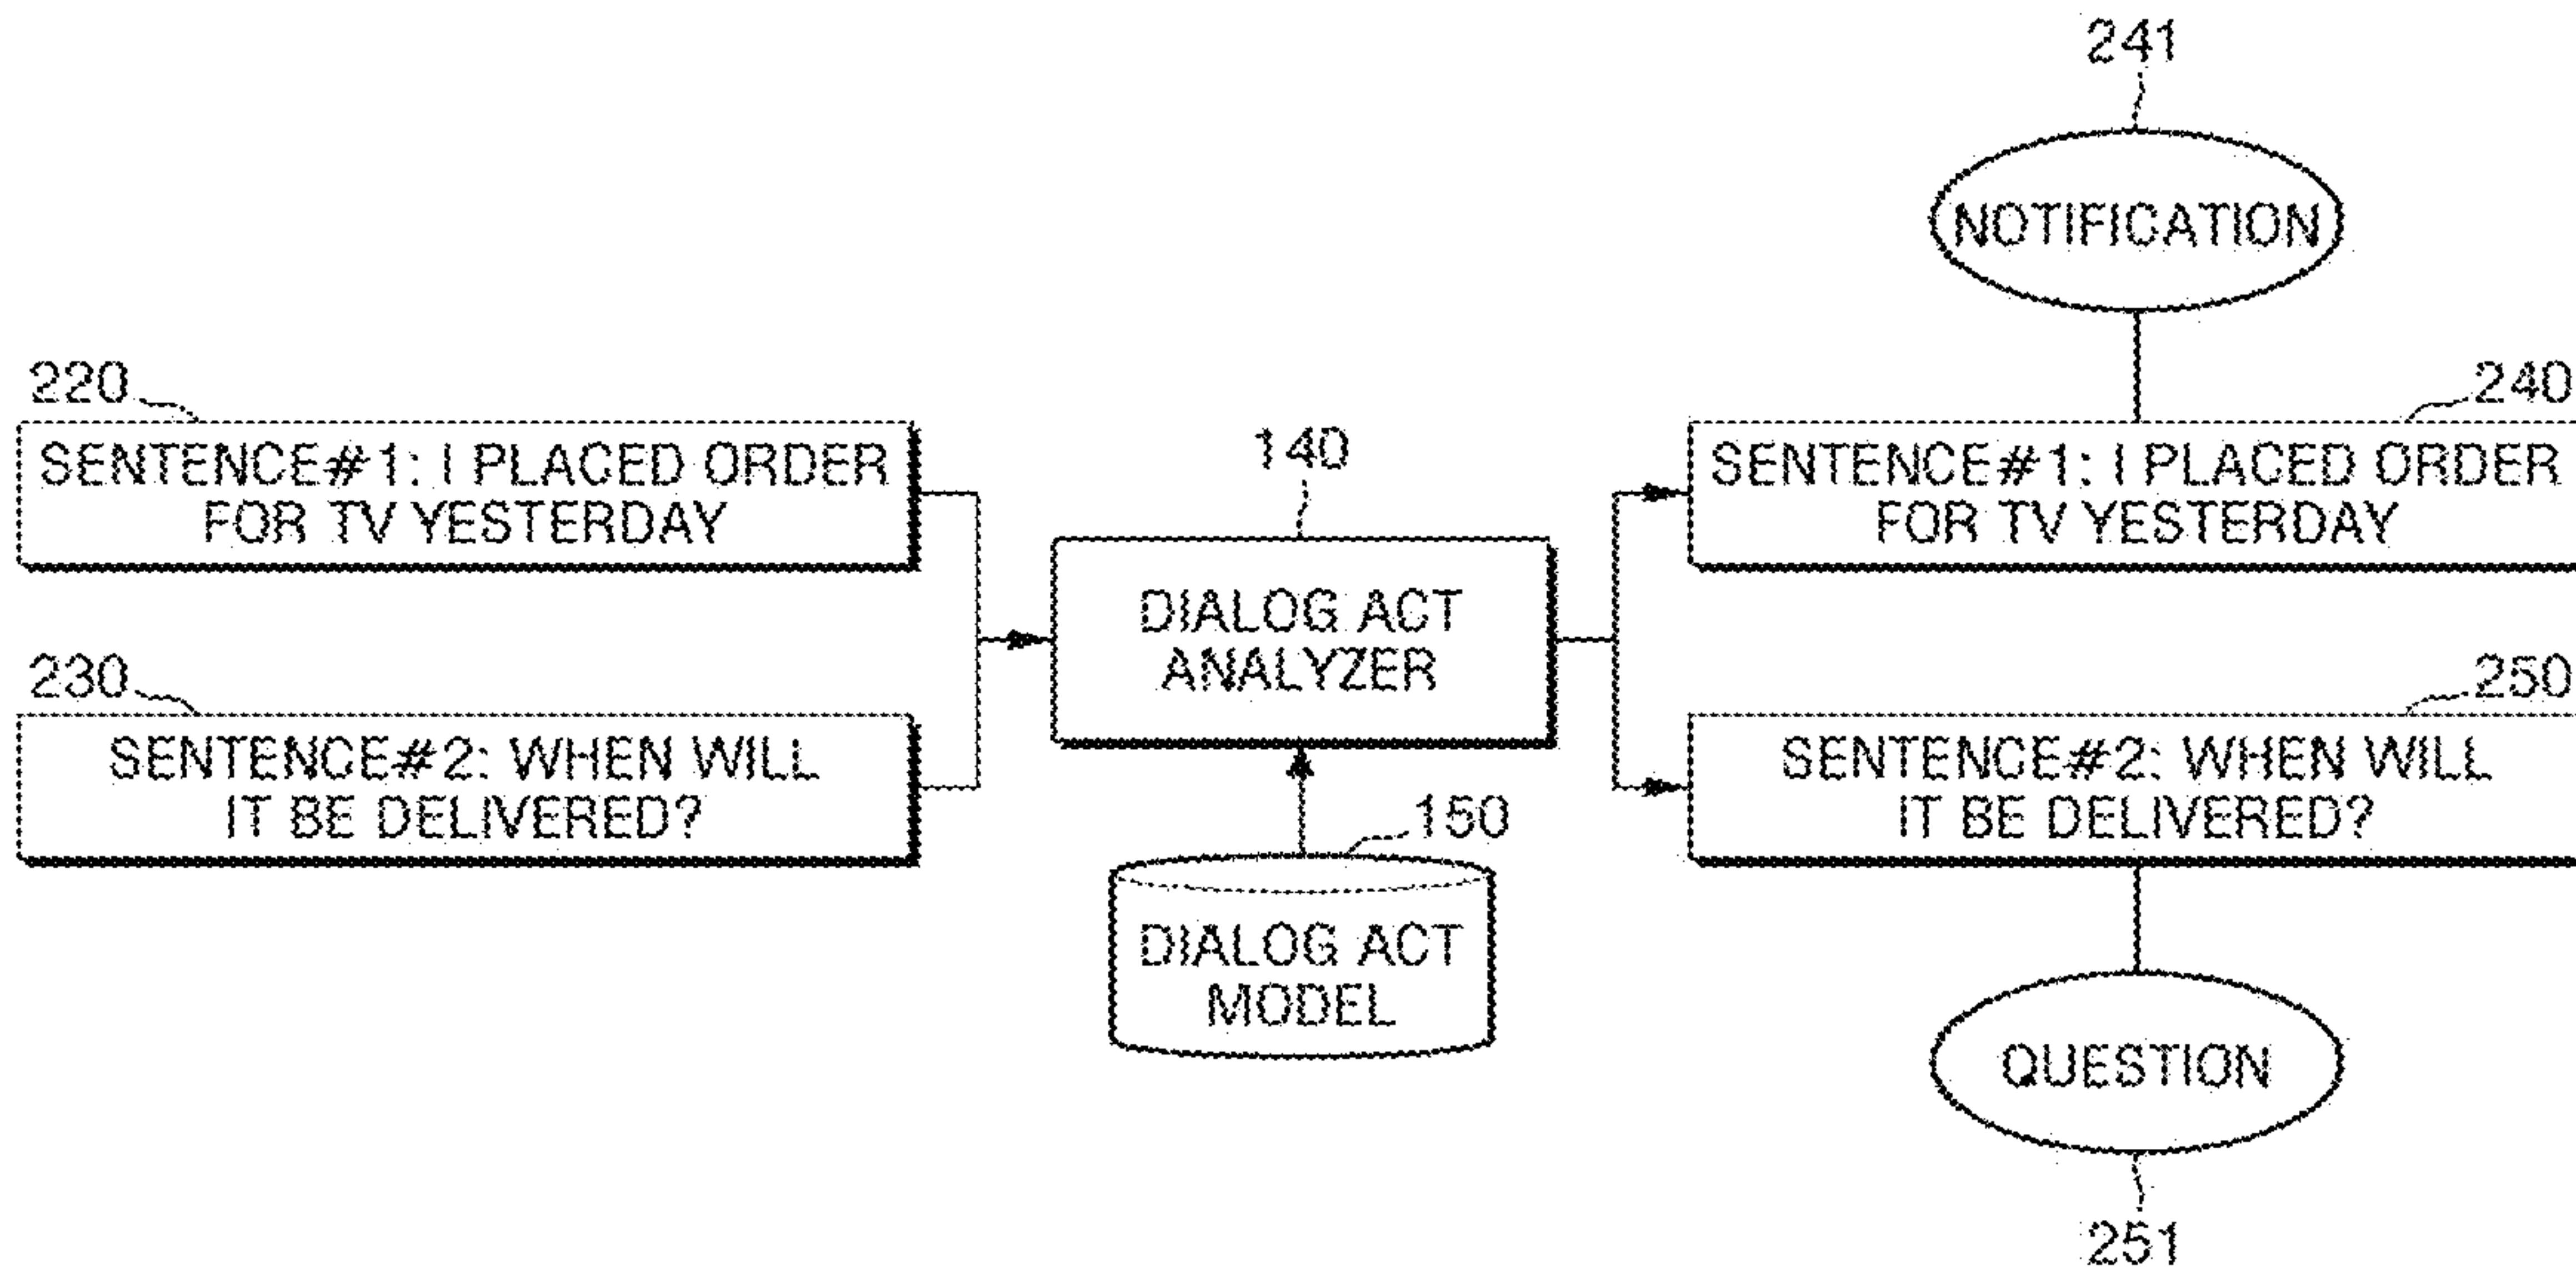 241
NOTIFICATION
220
240
SENTENCE#1: I PLACED ORDER
FOR TV YESTERDAY
140
SENTENCE#1: I PLACED ORDER
FOR TV YESTERDAY
DIALOG ACT
ANALYZER
230
250
SENTENCE#2: WHEN WILL
IT BE DELIVERED?
150
SENTENCE#2: WHEN WILL
IT BE DELIVERED?
DIALOG ACT
MODEL
QUESTION
251